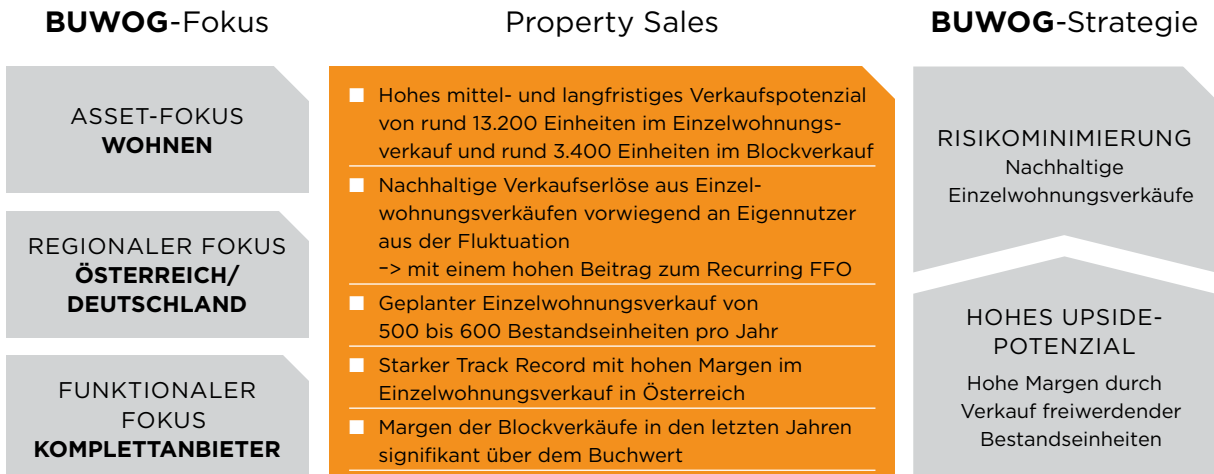 BUWOG-Fokus
ASSET-FOKUS
WOHNEN
REGIONALER FOKUS
ÖSTERREICH/
DEUTSCHLAND
FUNKTIONALER
FOKUS
KOMPLETTANBIETER
Property Sales
Hohes mittel- und langfristiges Verkaufspotenzial
von rund 13.200 Einheiten im Einzelwohnungs-
verkauf und rund 3.400 Einheiten im Blockverkauf
Nachhaltige Verkaufserlöse aus Einzel-
wohnungsverkäufen vorwiegend an Eigennutzer
aus der Fluktuation
–> mit einem hohen Beitrag zum Recurring FFO
Geplanter Einzelwohnungsverkauf von
500 bis 600 Bestandseinheiten pro Jahr
Starker Track Record mit hohen Margen im
Einzelwohnungsverkauf in Österreich
Margen der Blockverkäufe in den letzten Jahren
signifikant über dem Buchwert
BUWOG-Strategie
RISIKOMINIMIERUNG
Nachhaltige
Einzelwohnungsverkäufe
HOHES UPSIDE-
POTENZIAL
Hohe Margen durch
Verkauf freiwerdender
Bestandseinheiten